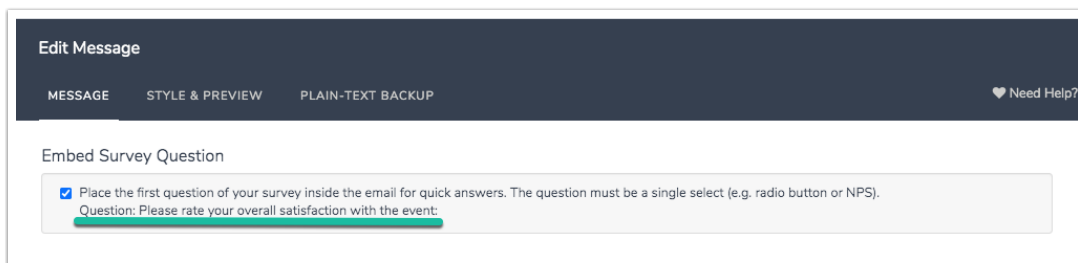 Edit Message
MESSAGE STYLE & PREVIEW PLAIN-TEXT BACKUP Need Help?
Embed Survey Question
Place the first question of your survey inside the email for quick answers. The question must be a single select (e.g. radio button or NPS).
Question: Please rate your overall satisfaction with the event: